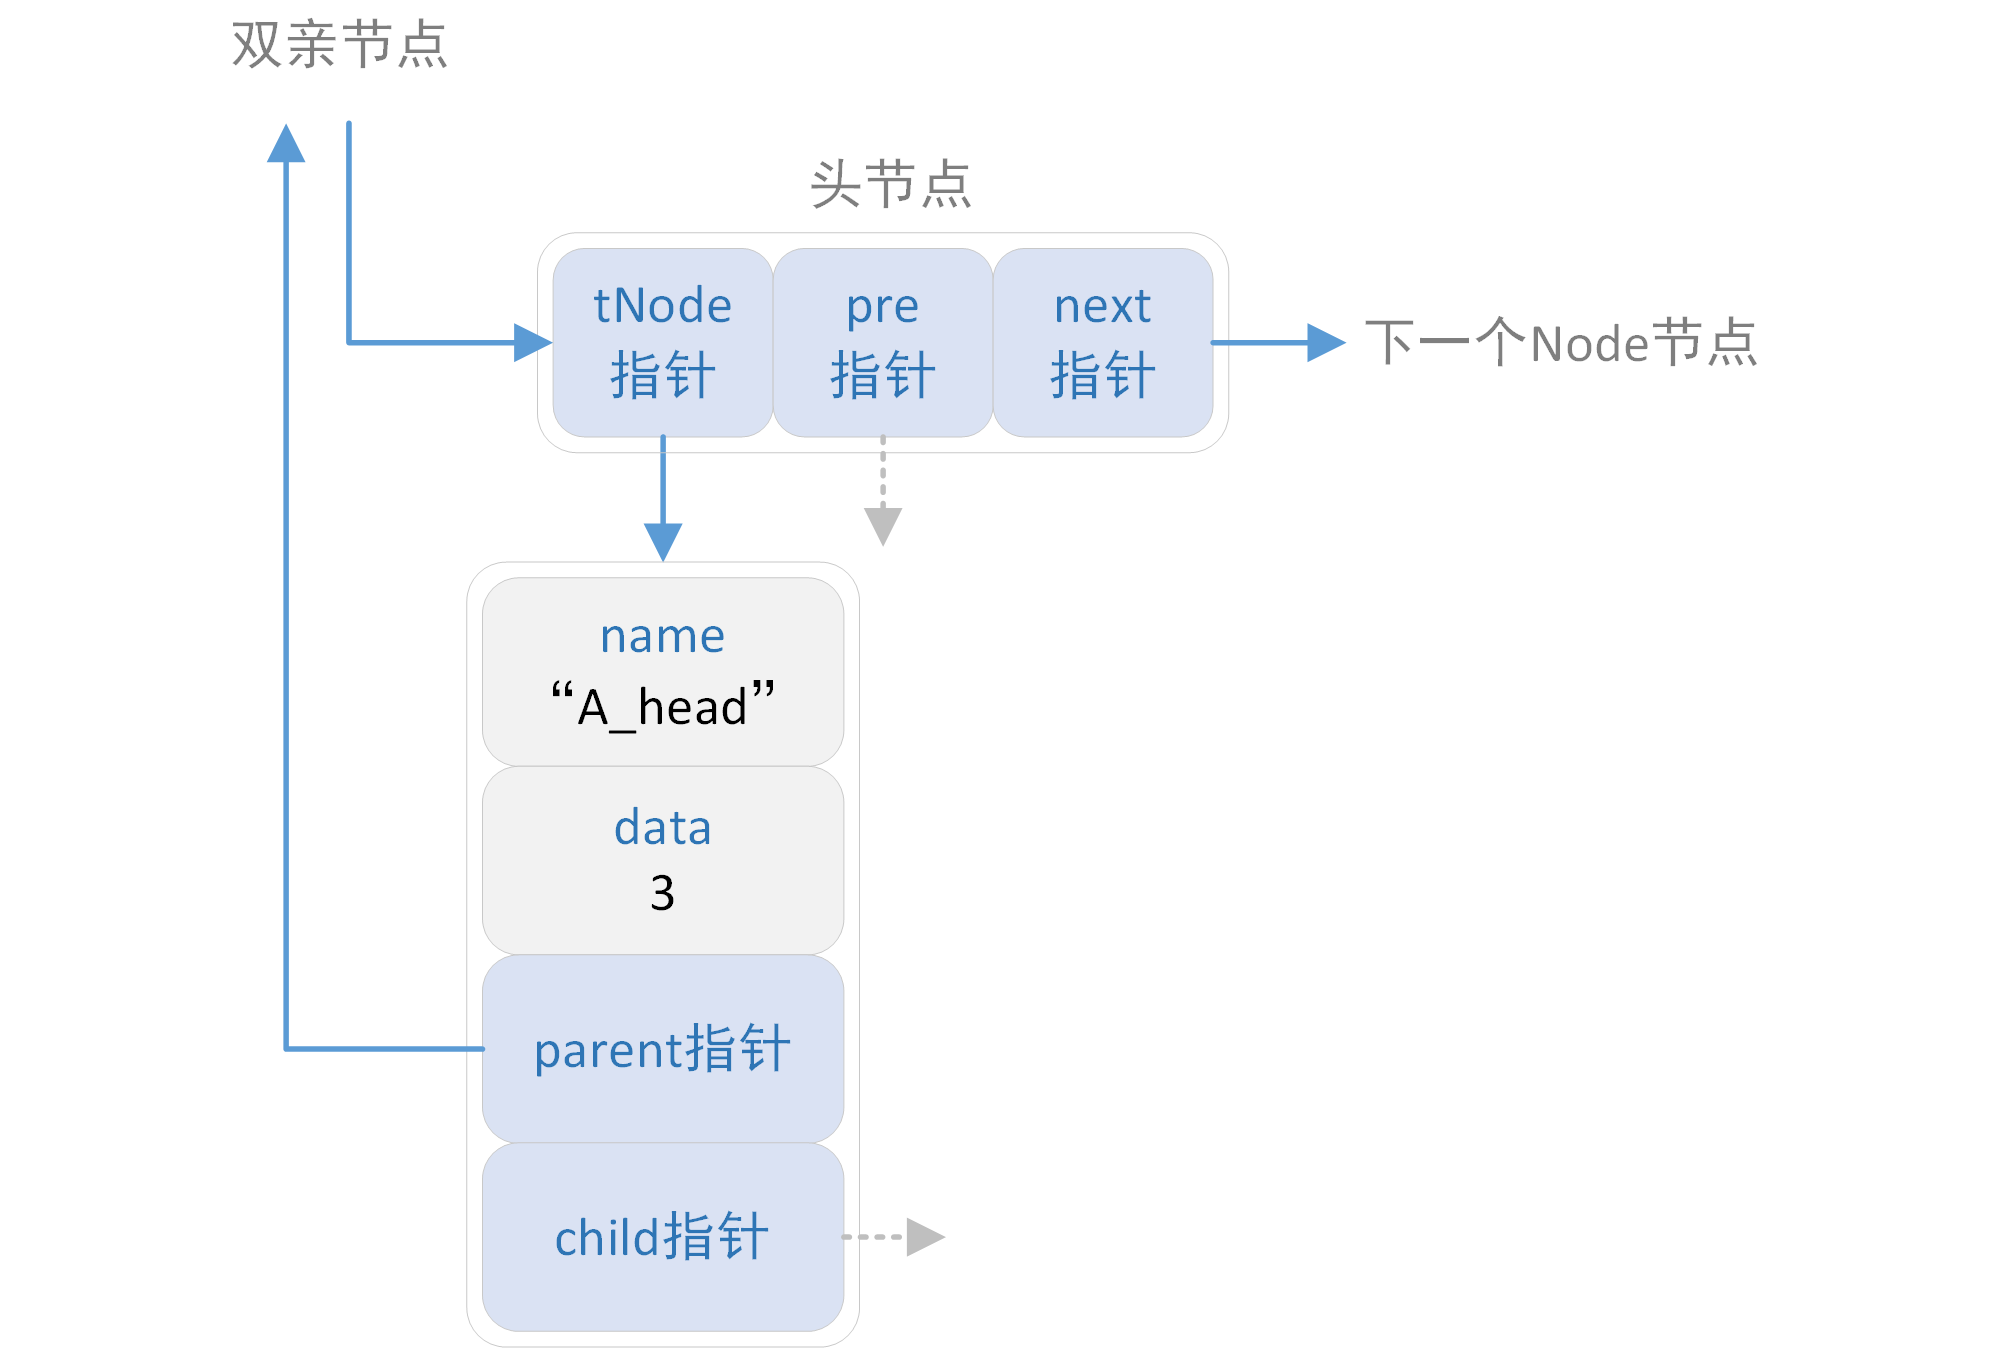 双亲节点
头节点
tNode
指针
pre
指针
next
指针
下一个Node节点
name
“A_head”
data
3
parent指针
child指针